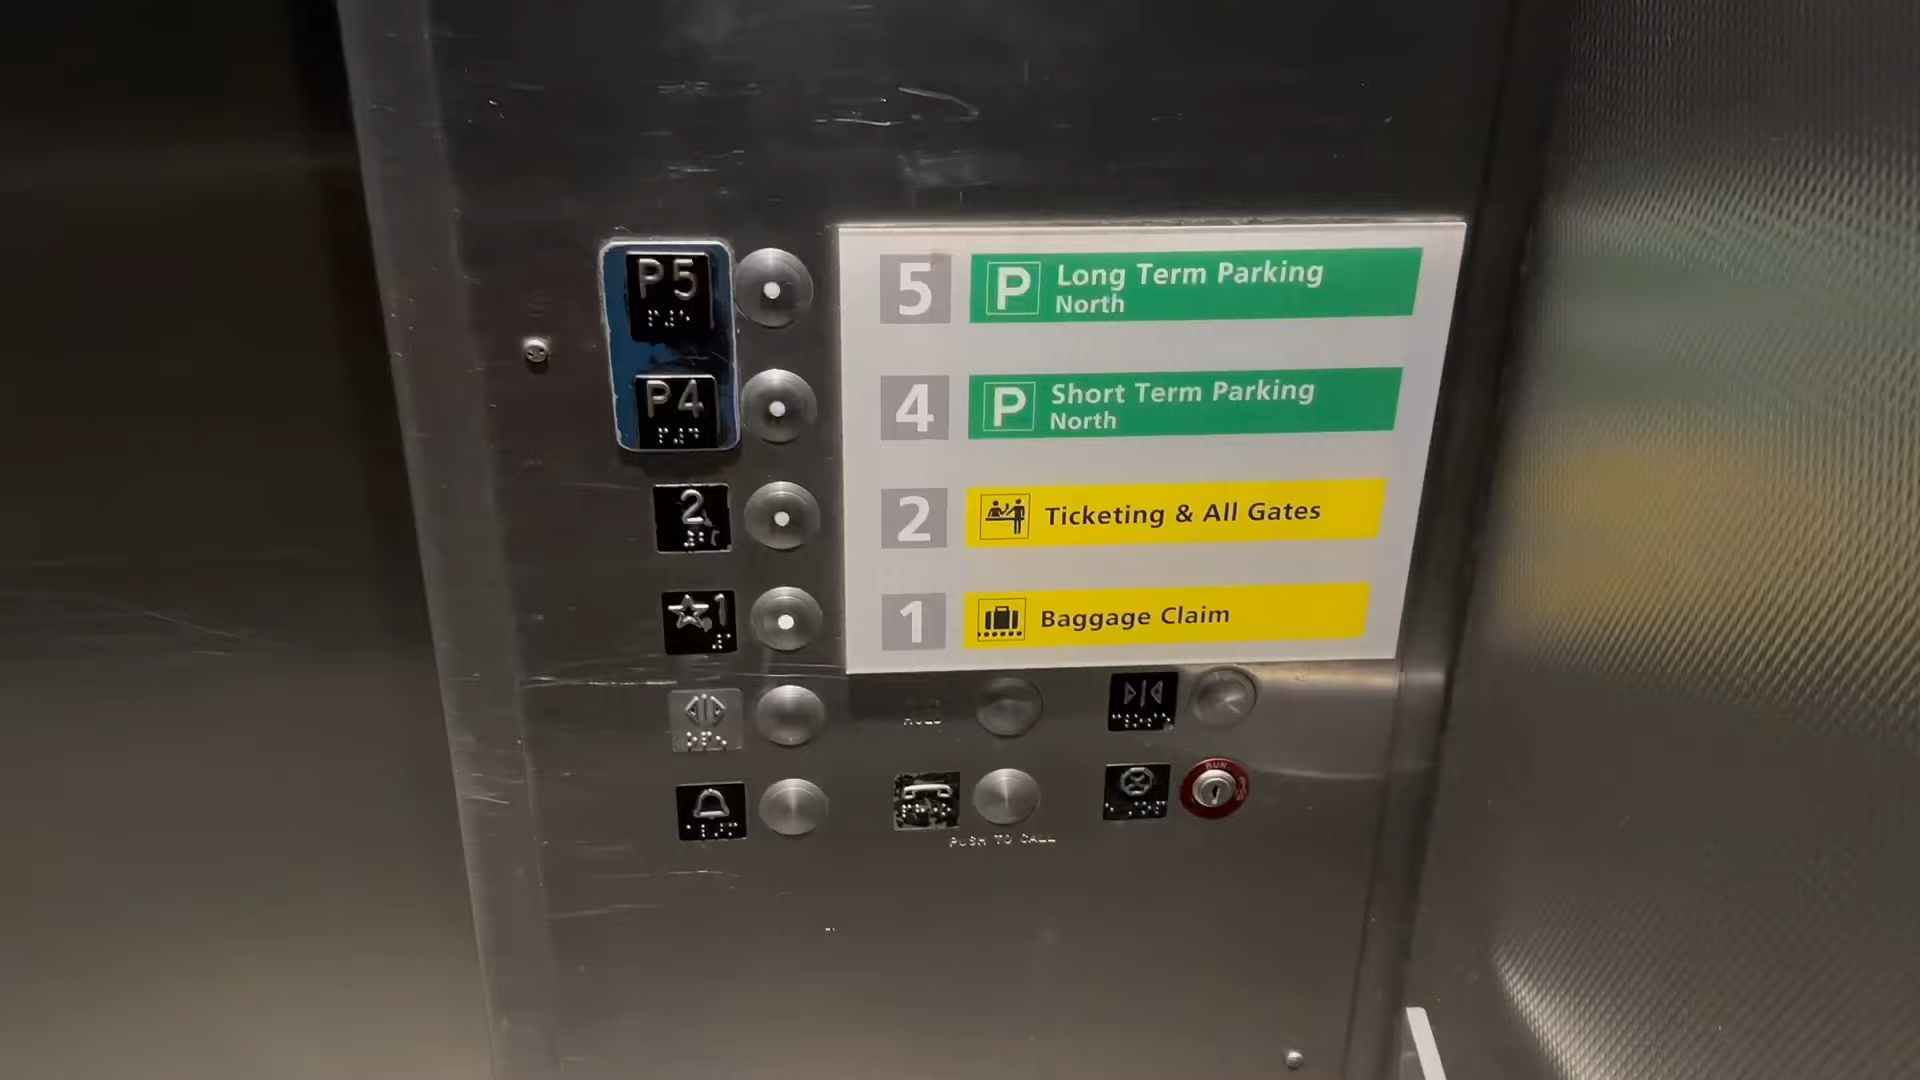 P5
5
P Long Term Parking
North
P4
4
P Short Term Parking
North
2
2
Ticketing & All Gates
☆1
1
Baggage Claim
HOLD
RUN
PUSH TO CALL